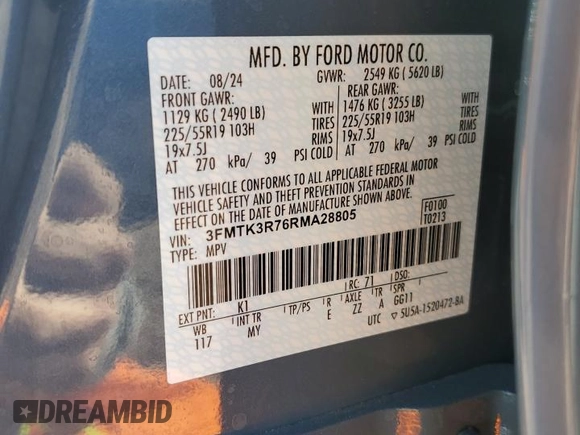 MFD. BY FORD MOTOR CO.
DATE: 08/24 GVWR: 2549 KG ( 5620 LB)
FRONT GAWR: REAR GAWR:
1129 KG ( 2490 LB) 1476 KG ( 3255 LB)
225/55R19 103H TIRES 225/55R19 103H TIRES
19x7.5J RIMS 19x7.5J RIMS
AT 270 kPa/ 39 PSI COLD AT 270 kPa/ 39 PSI COLD
THIS VEHICLE CONFORMS TO ALL APPLICABLE FEDERAL MOTOR
VEHICLE SAFETY AND THEFT PREVENTION STANDARDS IN
EFFECT ON THE DATE OF MANUFACTURE SHOWN ABOVE.
VIN: 3FMTK3R76RMA28805 F0100
TYPE: MPV T0213
EXT PNT: K1 RC: 71 DSO:
WB INT TR TP/PS R AXLE TR SPR
117 MY E ZZ A GG11
UTC ▽ 5U5A-1520472-BA
DREAMBID